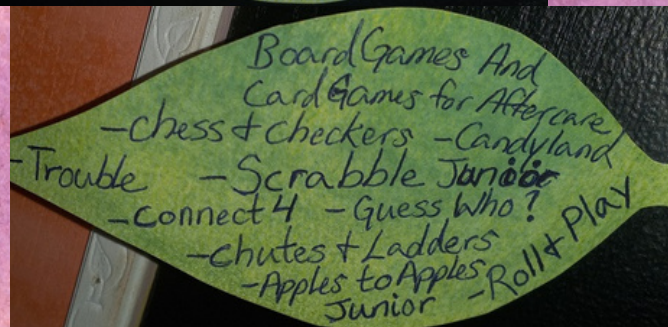 Board Games And
Card Games for Aftercare
-Chess & Checkers -Candyland
-Trouble -Scrabble Junior
-Connect 4 -Guess Who?
-Chutes & Ladders
-Apples to Apples -Roll & Play
Junior